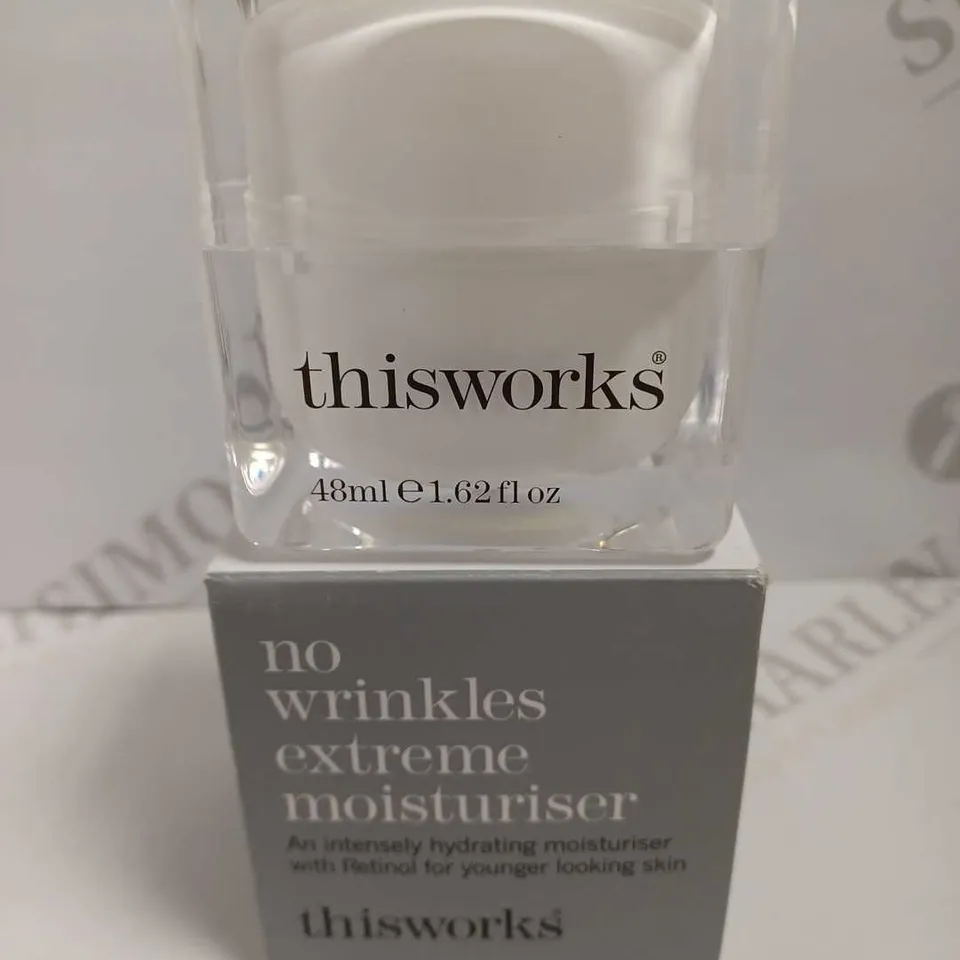 thisworks®
48ml ℮ 1.62 fl oz
no
wrinkles
extreme
moisturiser
An intensely hydrating moisturiser
with Retinol for younger looking skin
thisworks®